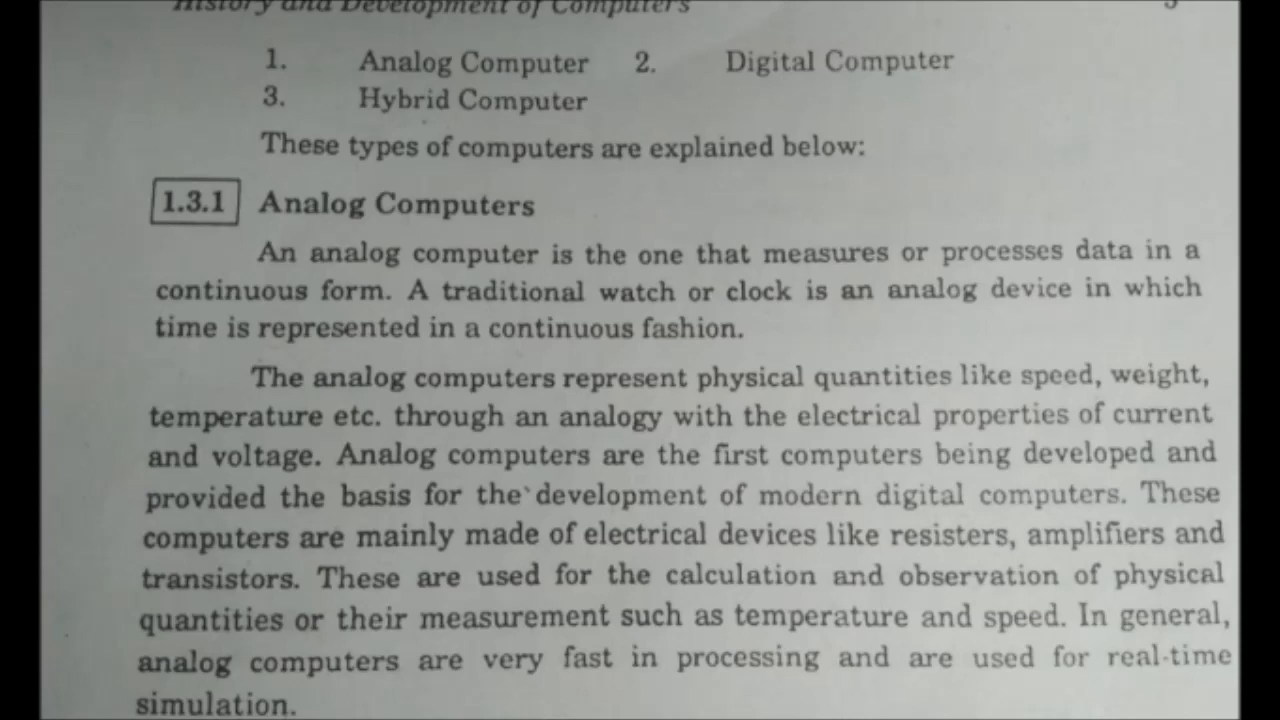 History and Development of Computers
1. Analog Computer 2. Digital Computer
3. Hybrid Computer
These types of computers are explained below:
1.3.1 Analog Computers
An analog computer is the one that measures or processes data in a
continuous form. A traditional watch or clock is an analog device in which
time is represented in a continuous fashion.
The analog computers represent physical quantities like speed, weight,
temperature etc. through an analogy with the electrical properties of current
and voltage. Analog computers are the first computers being developed and
provided the basis for the development of modern digital computers. These
computers are mainly made of electrical devices like resisters, amplifiers and
transistors. These are used for the calculation and observation of physical
quantities or their measurement such as temperature and speed. In general,
analog computers are very fast in processing and are used for real-time
simulation.